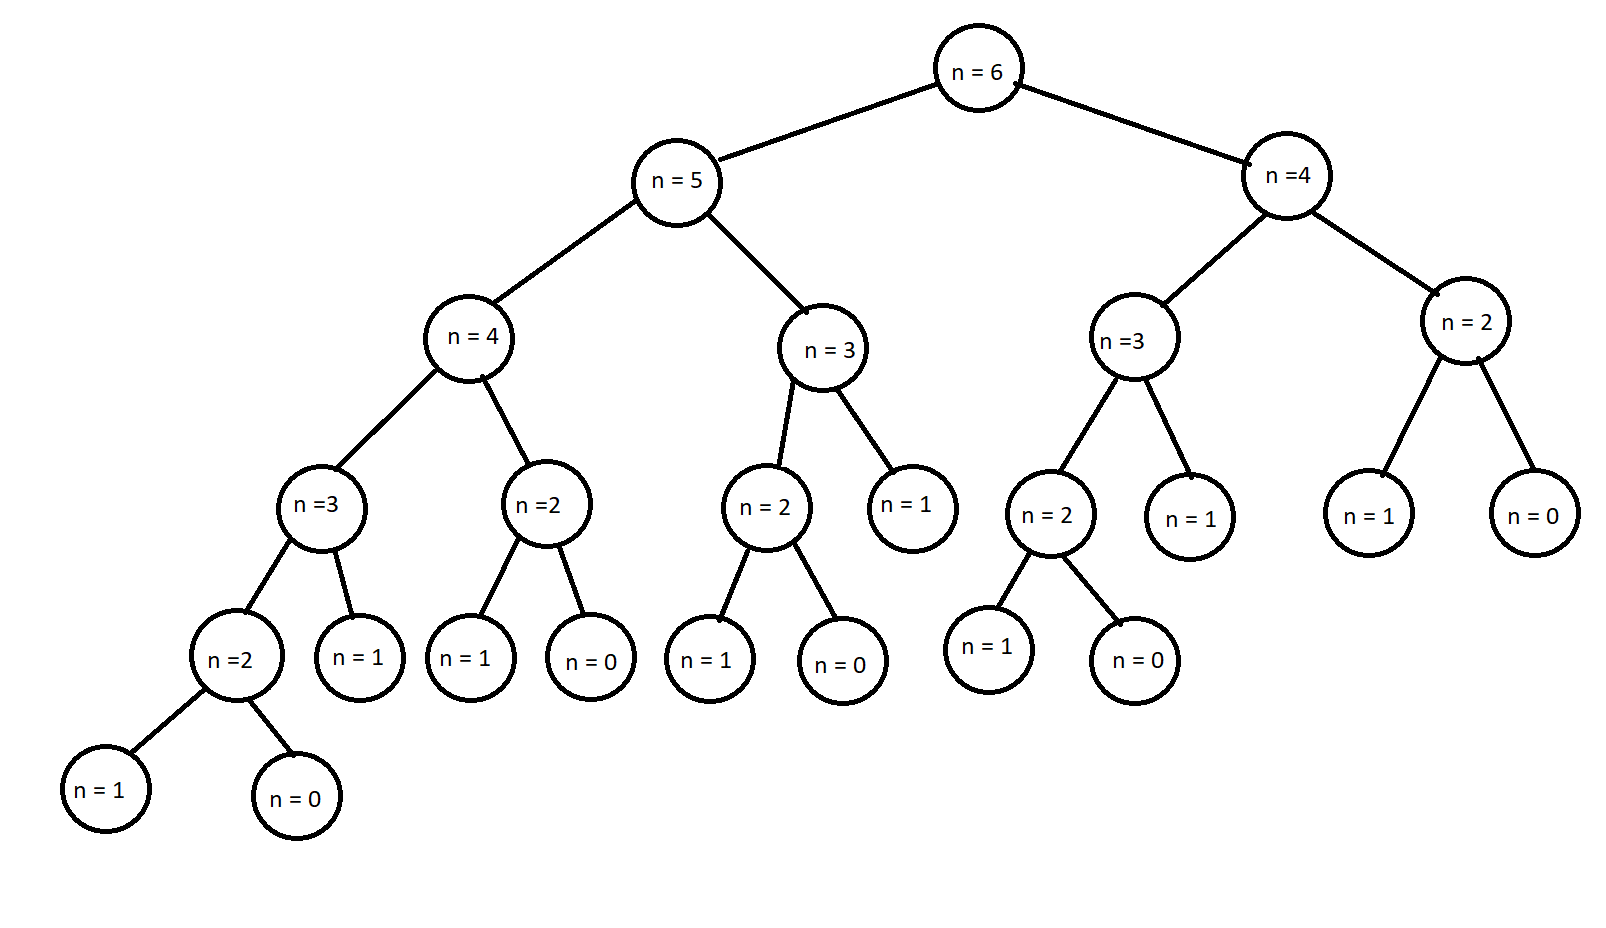 n = 6
n = 5
n =4
n = 4
n = 3
n =3
n = 2
n =3
n =2
n = 2
n = 1
n = 2
n = 1
n = 1
n = 0
n =2
n = 1
n = 1
n = 0
n = 1
n = 0
n = 1
n = 0
n = 1
n = 0